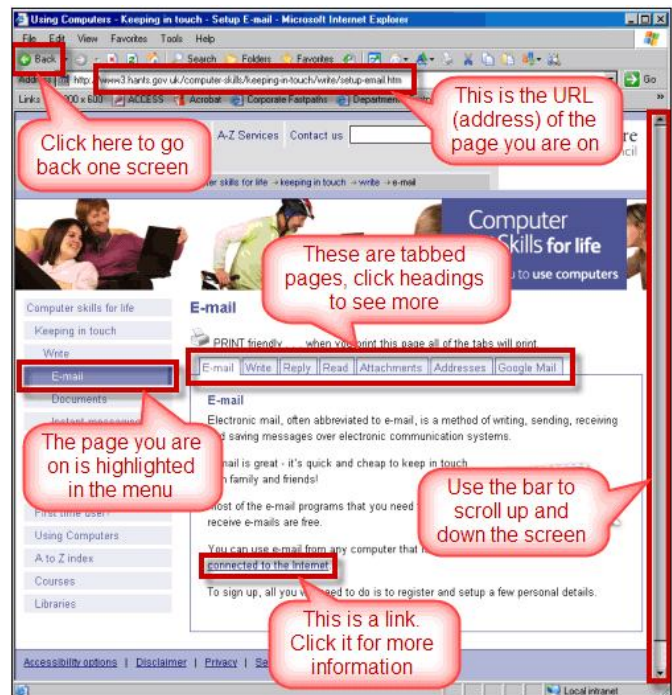 Using Computers - Keeping in touch - Setup E-mail - Microsoft Internet Explorer
File Edit View Favorites Tools Help
Back Search Folders Favorites
Address http://www3.hants.gov.uk/computer-skills/keeping-in-touch/write/setup-email.htm Go
Links 800 x 600 ACCESS Acrobat Corporate Fastpaths
This is the URL
(address) of the
page you are on
Click here to go
back one screen
A-Z Services Contact us
skills for life → keeping in touch → write → e-mail
Computer
Skills for life
to use computers
These are tabbed
pages, click headings
to see more
Computer skills for life
Keeping in touch
Write
E-mail
Documents
Instant messaging
The page you are
on is highlighted
in the menu
First time user?
Using Computers
A to Z index
Courses
Libraries
E-mail
PRINT friendly . . . when you print this page all of the tabs will print
E-mail Write Reply Read Attachments Addresses Google Mail
E-mail
Electronic mail, often abbreviated to e-mail, is a method of writing, sending, receiving
and saving messages over electronic communication systems.
E-mail is great - it's quick and cheap to keep in touch
with family and friends!
Most of the e-mail programs that you need
receive e-mails are free.
You can use e-mail from any computer that
connected to the Internet
To sign up, all you need to do is to register and setup a few personal details.
Use the bar to
scroll up and
down the screen
This is a link.
Click it for more
information
Accessibility options | Disclaimer | Privacy |
Local intranet